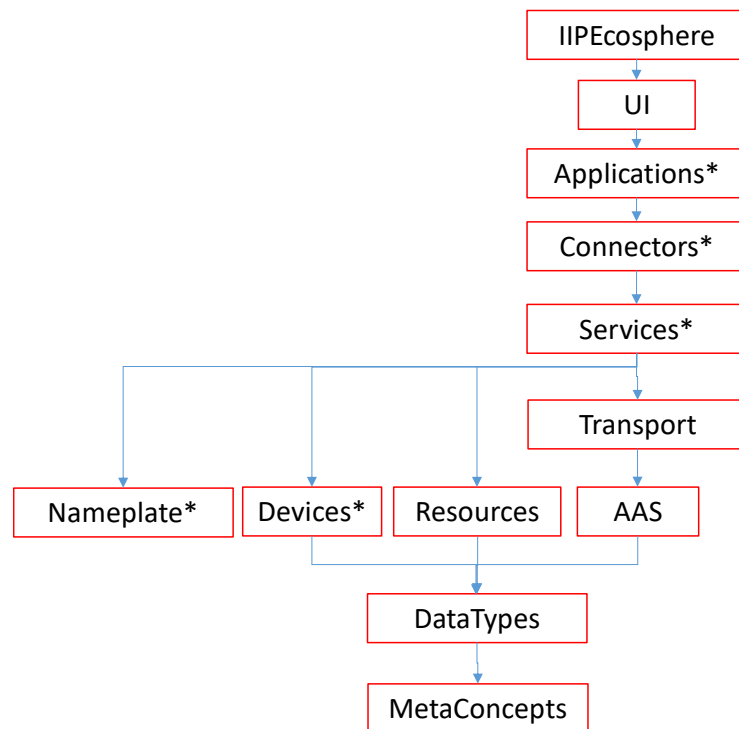 IIPEcosphere
UI
Applications*
Connectors*
Services*
Transport
Nameplate*
Devices*
Resources
AAS
DataTypes
MetaConcepts